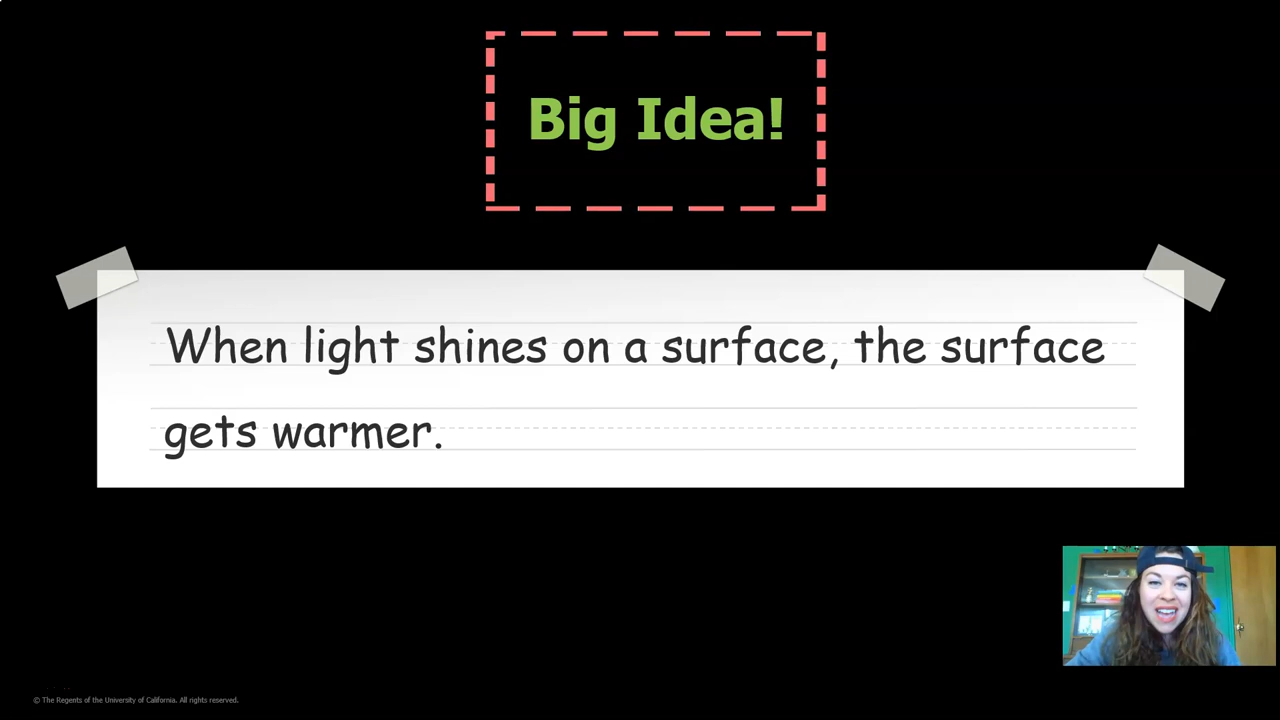 Big Idea!
When light shines on a surface, the surface
gets warmer.
© The Regents of the University of California. All rights reserved.